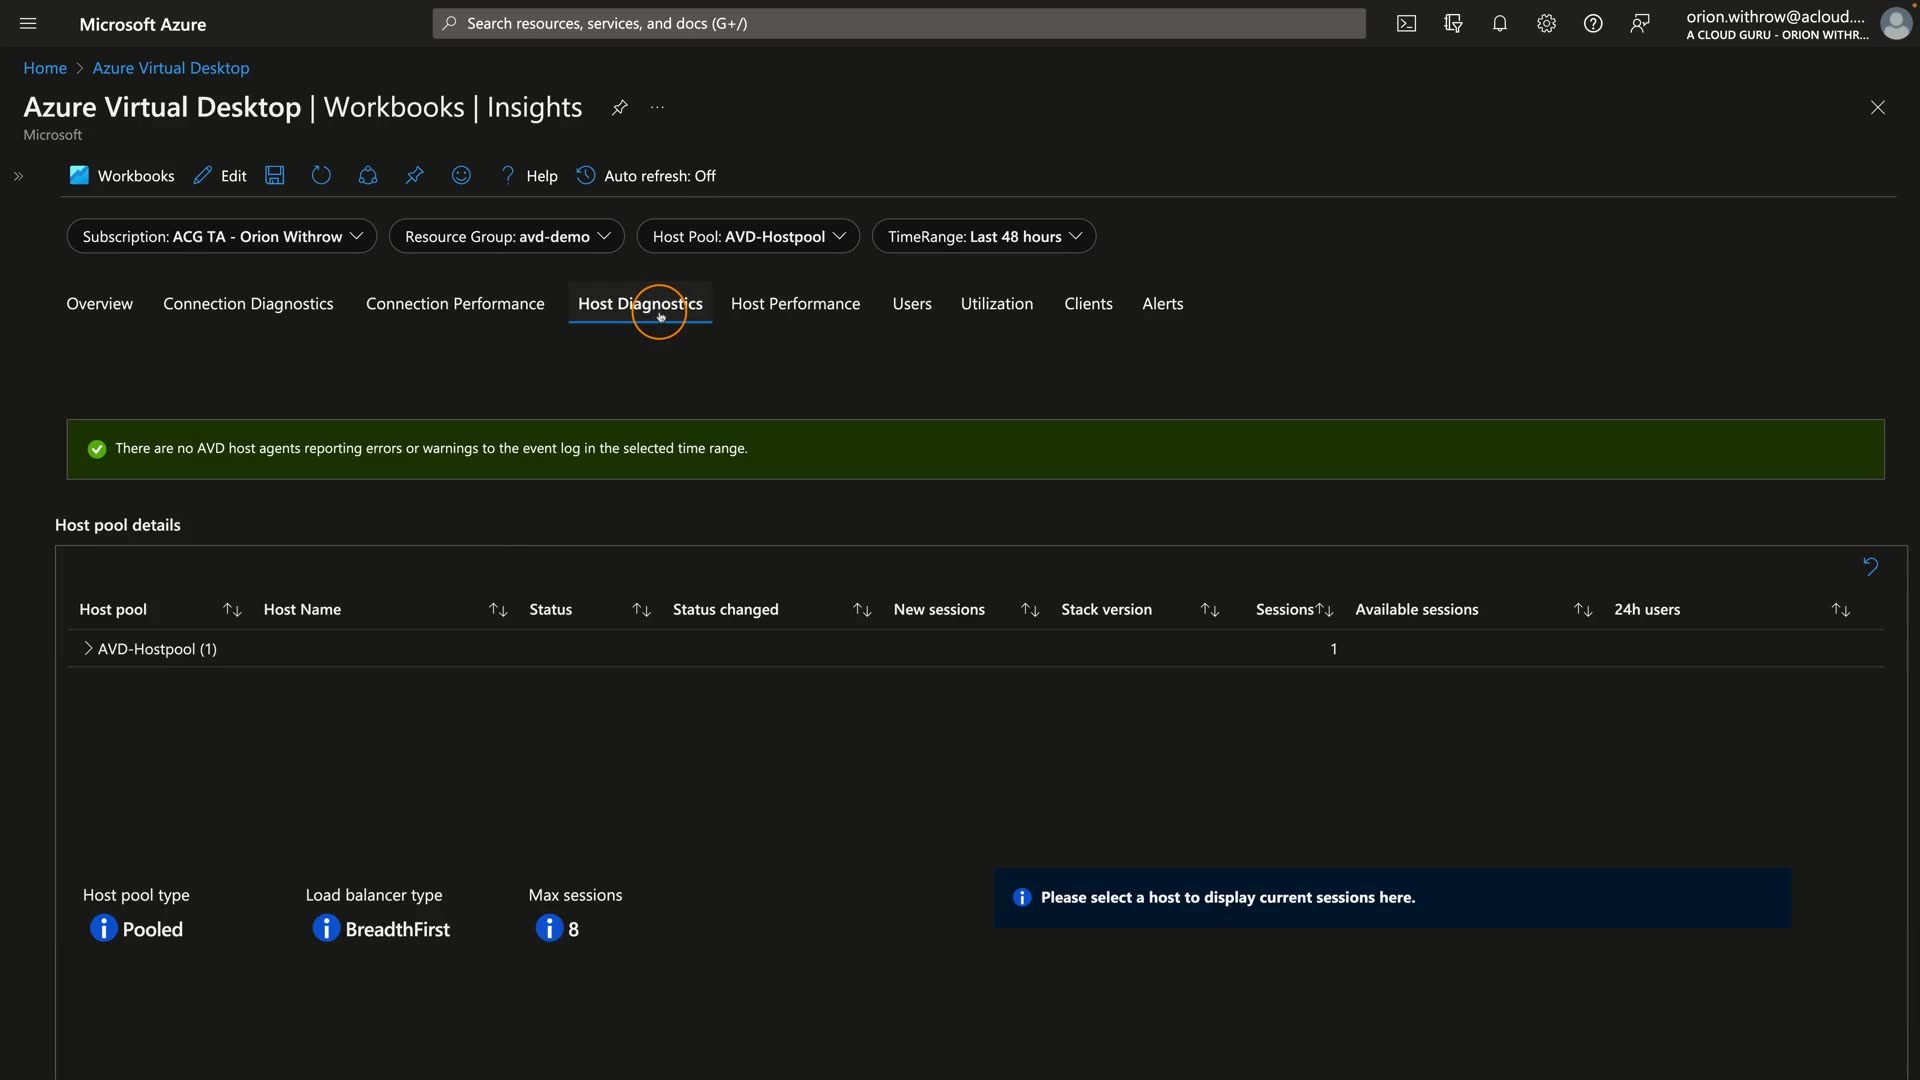 Microsoft Azure
Search resources, services, and docs (G+/)
orion.withrow@acloud....
A CLOUD GURU - ORION WITHR...
Home > Azure Virtual Desktop
Azure Virtual Desktop | Workbooks | Insights
Microsoft
Workbooks Edit Help Auto refresh: Off
Subscription: ACG TA - Orion Withrow Resource Group: avd-demo Host Pool: AVD-Hostpool TimeRange: Last 48 hours
Overview Connection Diagnostics Connection Performance Host Diagnostics Host Performance Users Utilization Clients Alerts
There are no AVD host agents reporting errors or warnings to the event log in the selected time range.
Host pool details
Host pool Host Name Status Status changed New sessions Stack version Sessions Available sessions 24h users
AVD-Hostpool (1) 1
Host pool type Load balancer type Max sessions
Pooled BreadthFirst 8
Please select a host to display current sessions here.